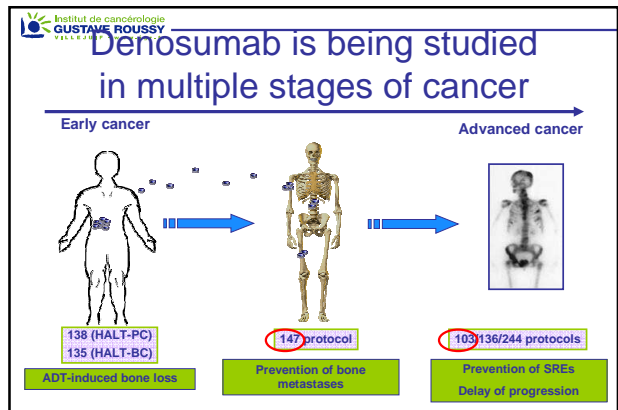 Institut de cancérologie
GUSTAVE ROUSSY
Denosumab is being studied
in multiple stages of cancer
Early cancer
Advanced cancer
138 (HALT-PC)
135 (HALT-BC)
147 protocol
103/136/244 protocols
ADT-induced bone loss
Prevention of bone
metastases
Prevention of SREs
Delay of progression